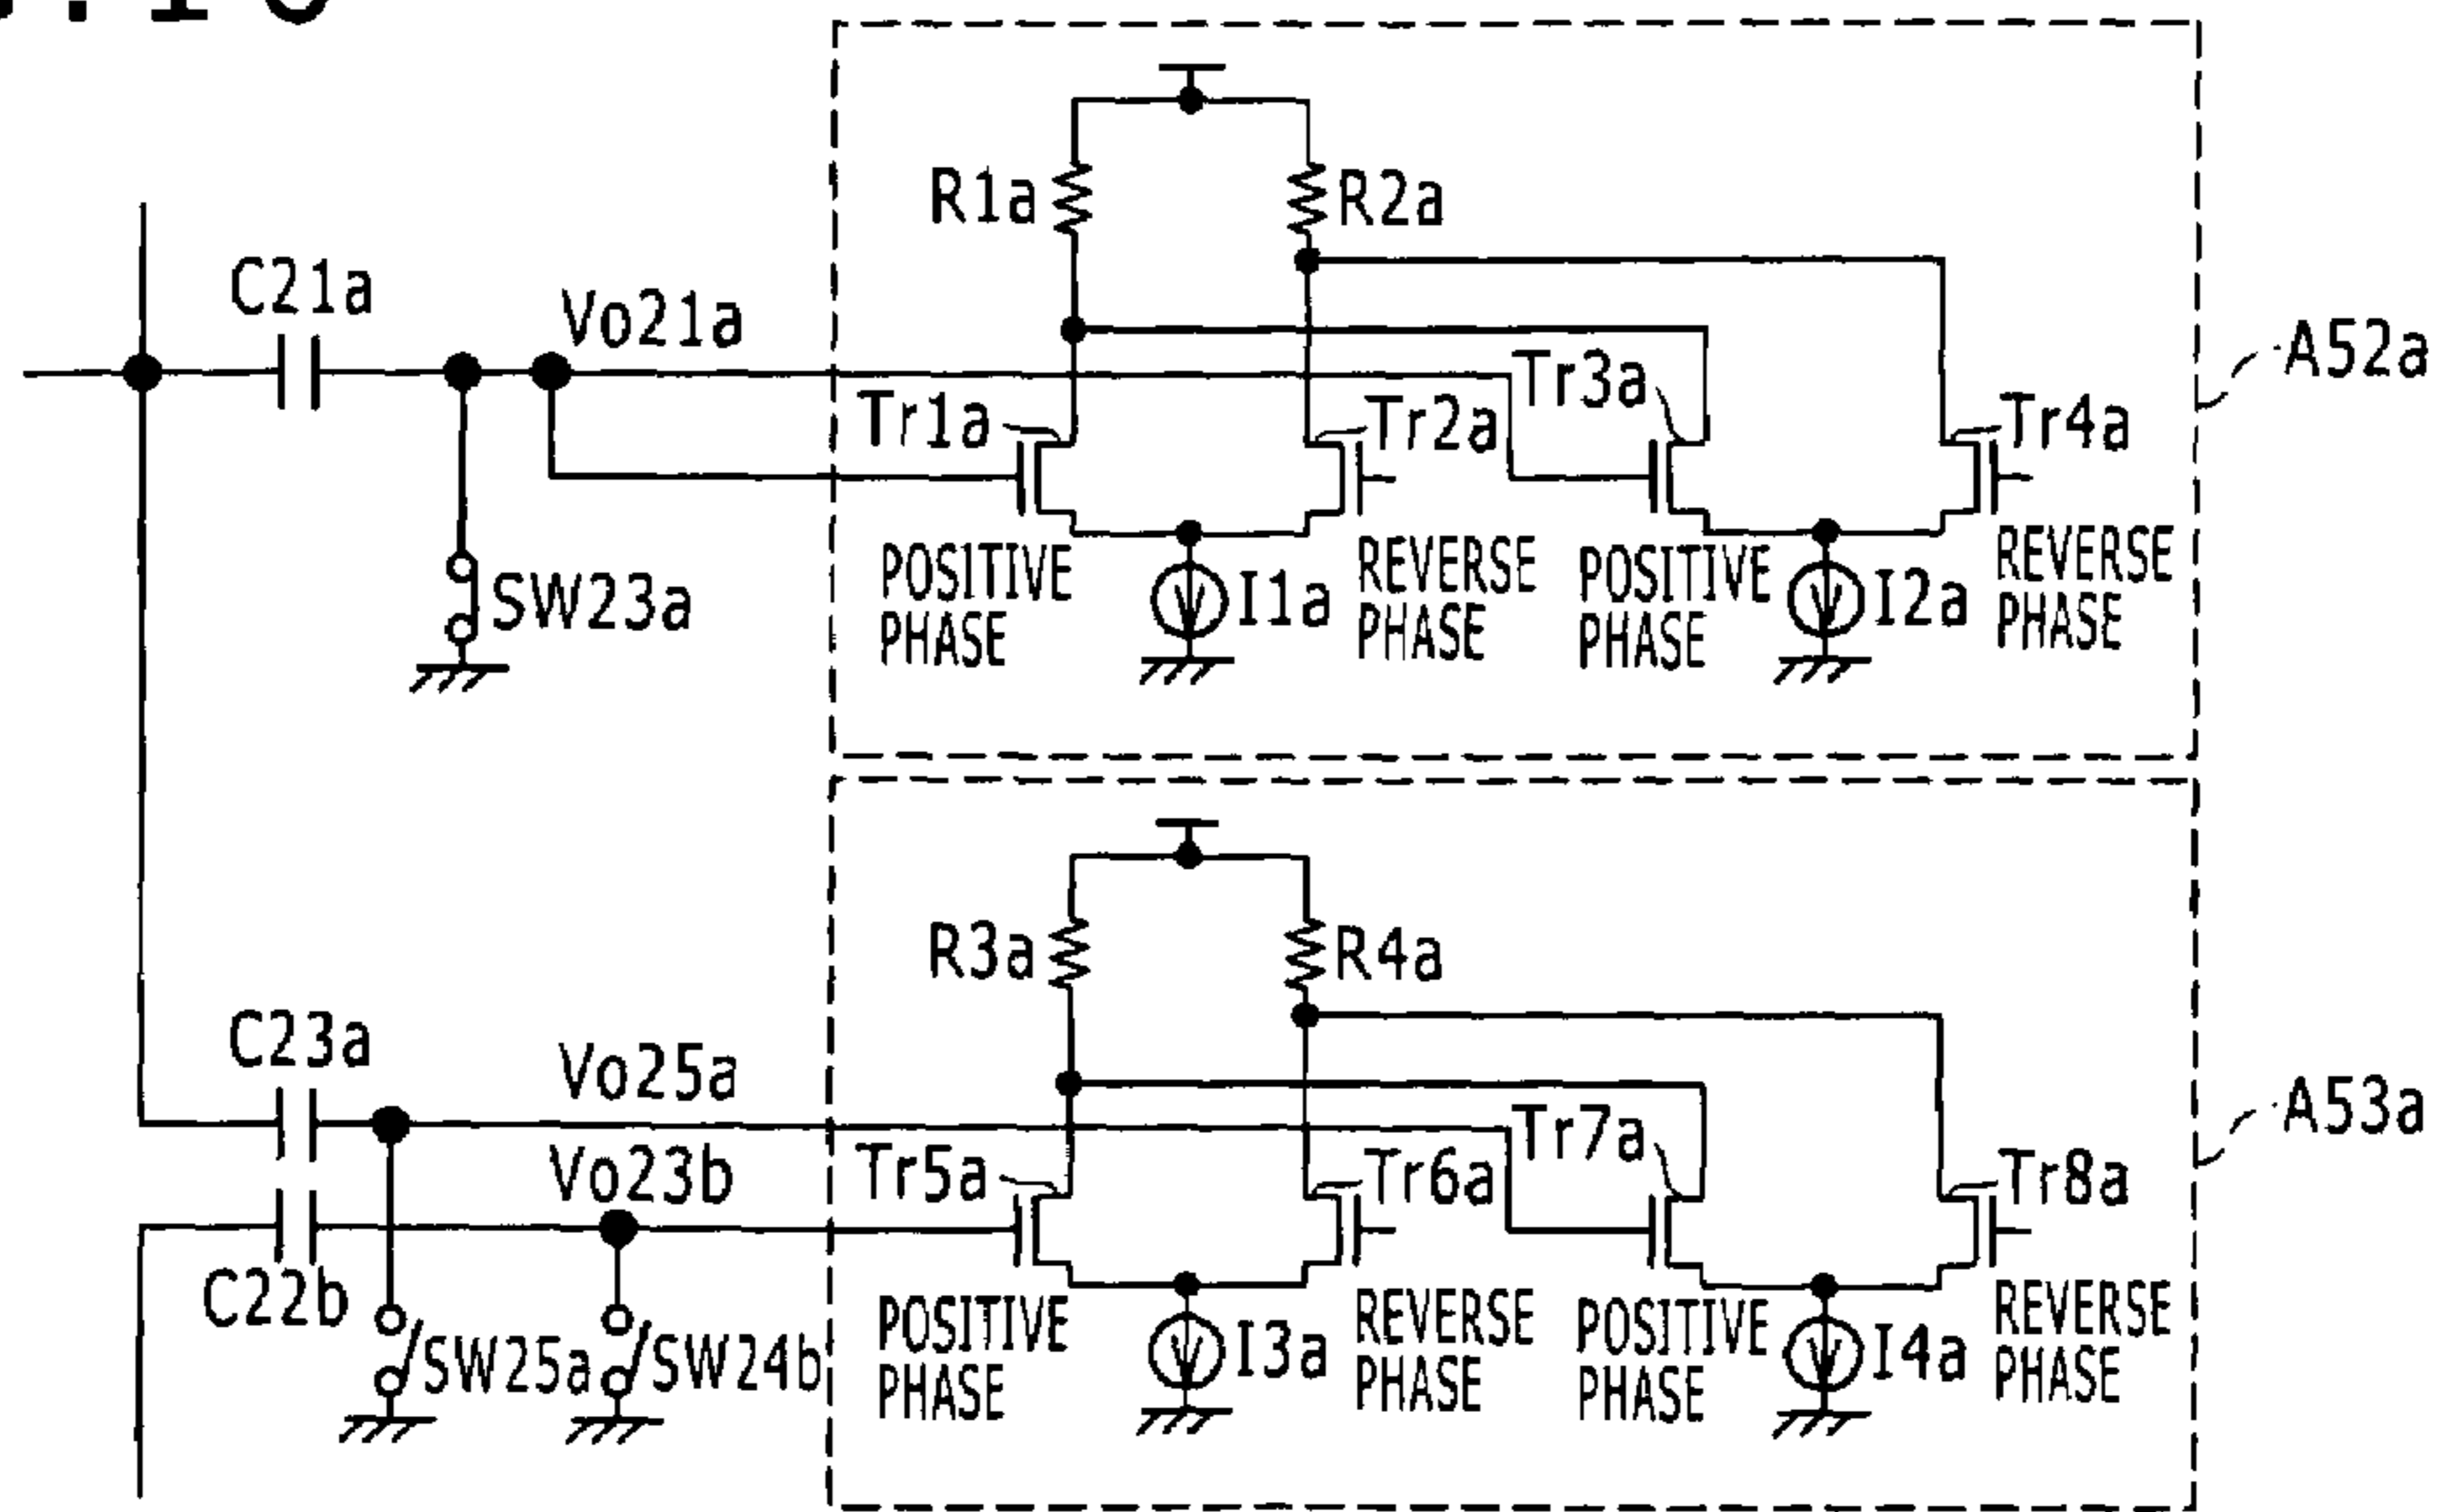 R1a
R2a
C21a
Vo21a
Tr1a
Tr2a
Tr3a
Tr4a
A52a
SW23a
POSITIVE
PHASE
I1a
REVERSE
PHASE
POSITIVE
PHASE
I2a
REVERSE
PHASE
R3a
R4a
C23a
Vo25a
Vo23b
Tr5a
Tr6a
Tr7a
Tr8a
A53a
C22b
SW25a
SW24b
POSITIVE
PHASE
I3a
REVERSE
PHASE
POSITIVE
PHASE
I4a
REVERSE
PHASE